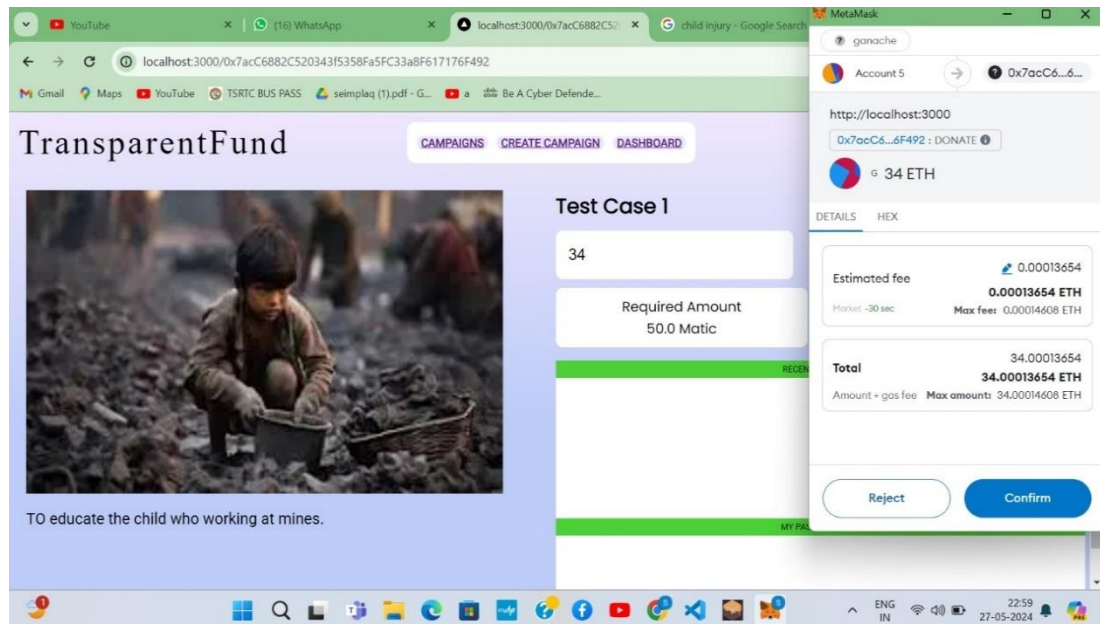 YouTube
(16) WhatsApp
localhost:3000/0x7acC6882C52
child injury - Google Search
MetaMask
localhost:3000/0x7acC6882C520343f5358Fa5FC33a8F617176F492
Gmail
Maps
YouTube
TSRTC BUS PASS
seimplaq (1).pdf - G...
a
Be A Cyber Defende...
TransparentFund
CAMPAIGNS
CREATE CAMPAIGN
DASHBOARD
TO educate the child who working at mines.
Test Case 1
34
Required Amount
50.0 Matic
RECEN
MY PAS
ganache
Account 5
0x7acC6...6...
http://localhost:3000
0x7acC6...6F492 : DONATE
G 34 ETH
DETAILS HEX
Estimated fee 0.00013654
0.00013654 ETH
Market ~30 sec Max fee: 0.00014608 ETH
Total 34.00013654
34.00013654 ETH
Amount + gas fee Max amount: 34.00014608 ETH
Reject Confirm
ENG
IN
22:59
27-05-2024